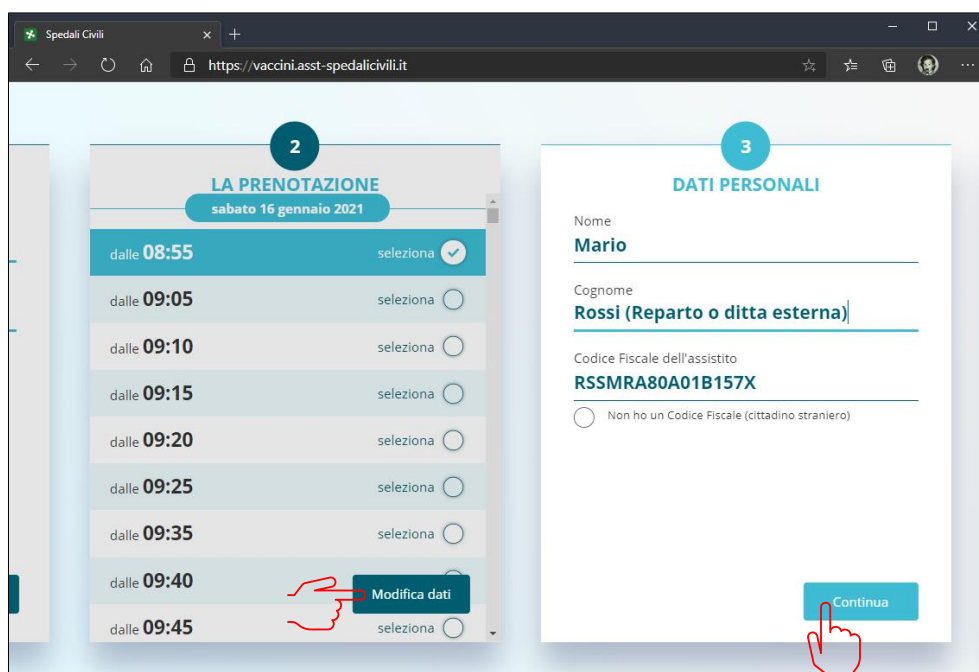 Spedali Civili
https://vaccini.asst-spedalicivili.it
2
LA PRENOTAZIONE
sabato 16 gennaio 2021
dalle 08:55 seleziona
dalle 09:05 seleziona
dalle 09:10 seleziona
dalle 09:15 seleziona
dalle 09:20 seleziona
dalle 09:25 seleziona
dalle 09:35 seleziona
dalle 09:40
Modifica dati
dalle 09:45 seleziona
3
DATI PERSONALI
Nome
Mario
Cognome
Rossi (Reparto o ditta esterna)
Codice Fiscale dell'assistito
RSSMRA80A01B157X
Non ho un Codice Fiscale (cittadino straniero)
Continua